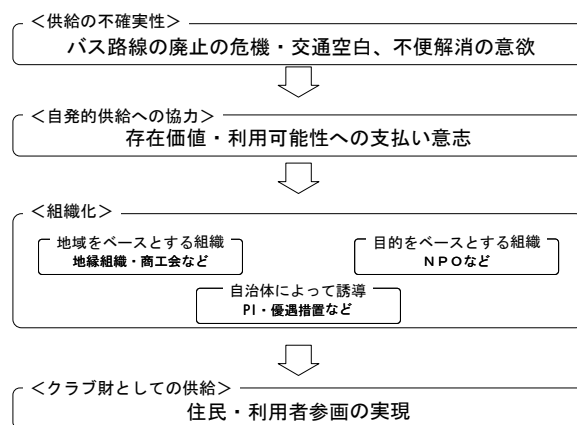 ＜供給の不確実性＞
バス路線の廃止の危機・交通空白、不便解消の意欲
＜自発的供給への協力＞
存在価値・利用可能性への支払い意志
＜組織化＞
地域をベースとする組織
地縁組織・商工会など
目的をベースとする組織
ＮＰＯなど
自治体によって誘導
PI・優遇措置など
＜クラブ財としての供給＞
住民・利用者参画の実現